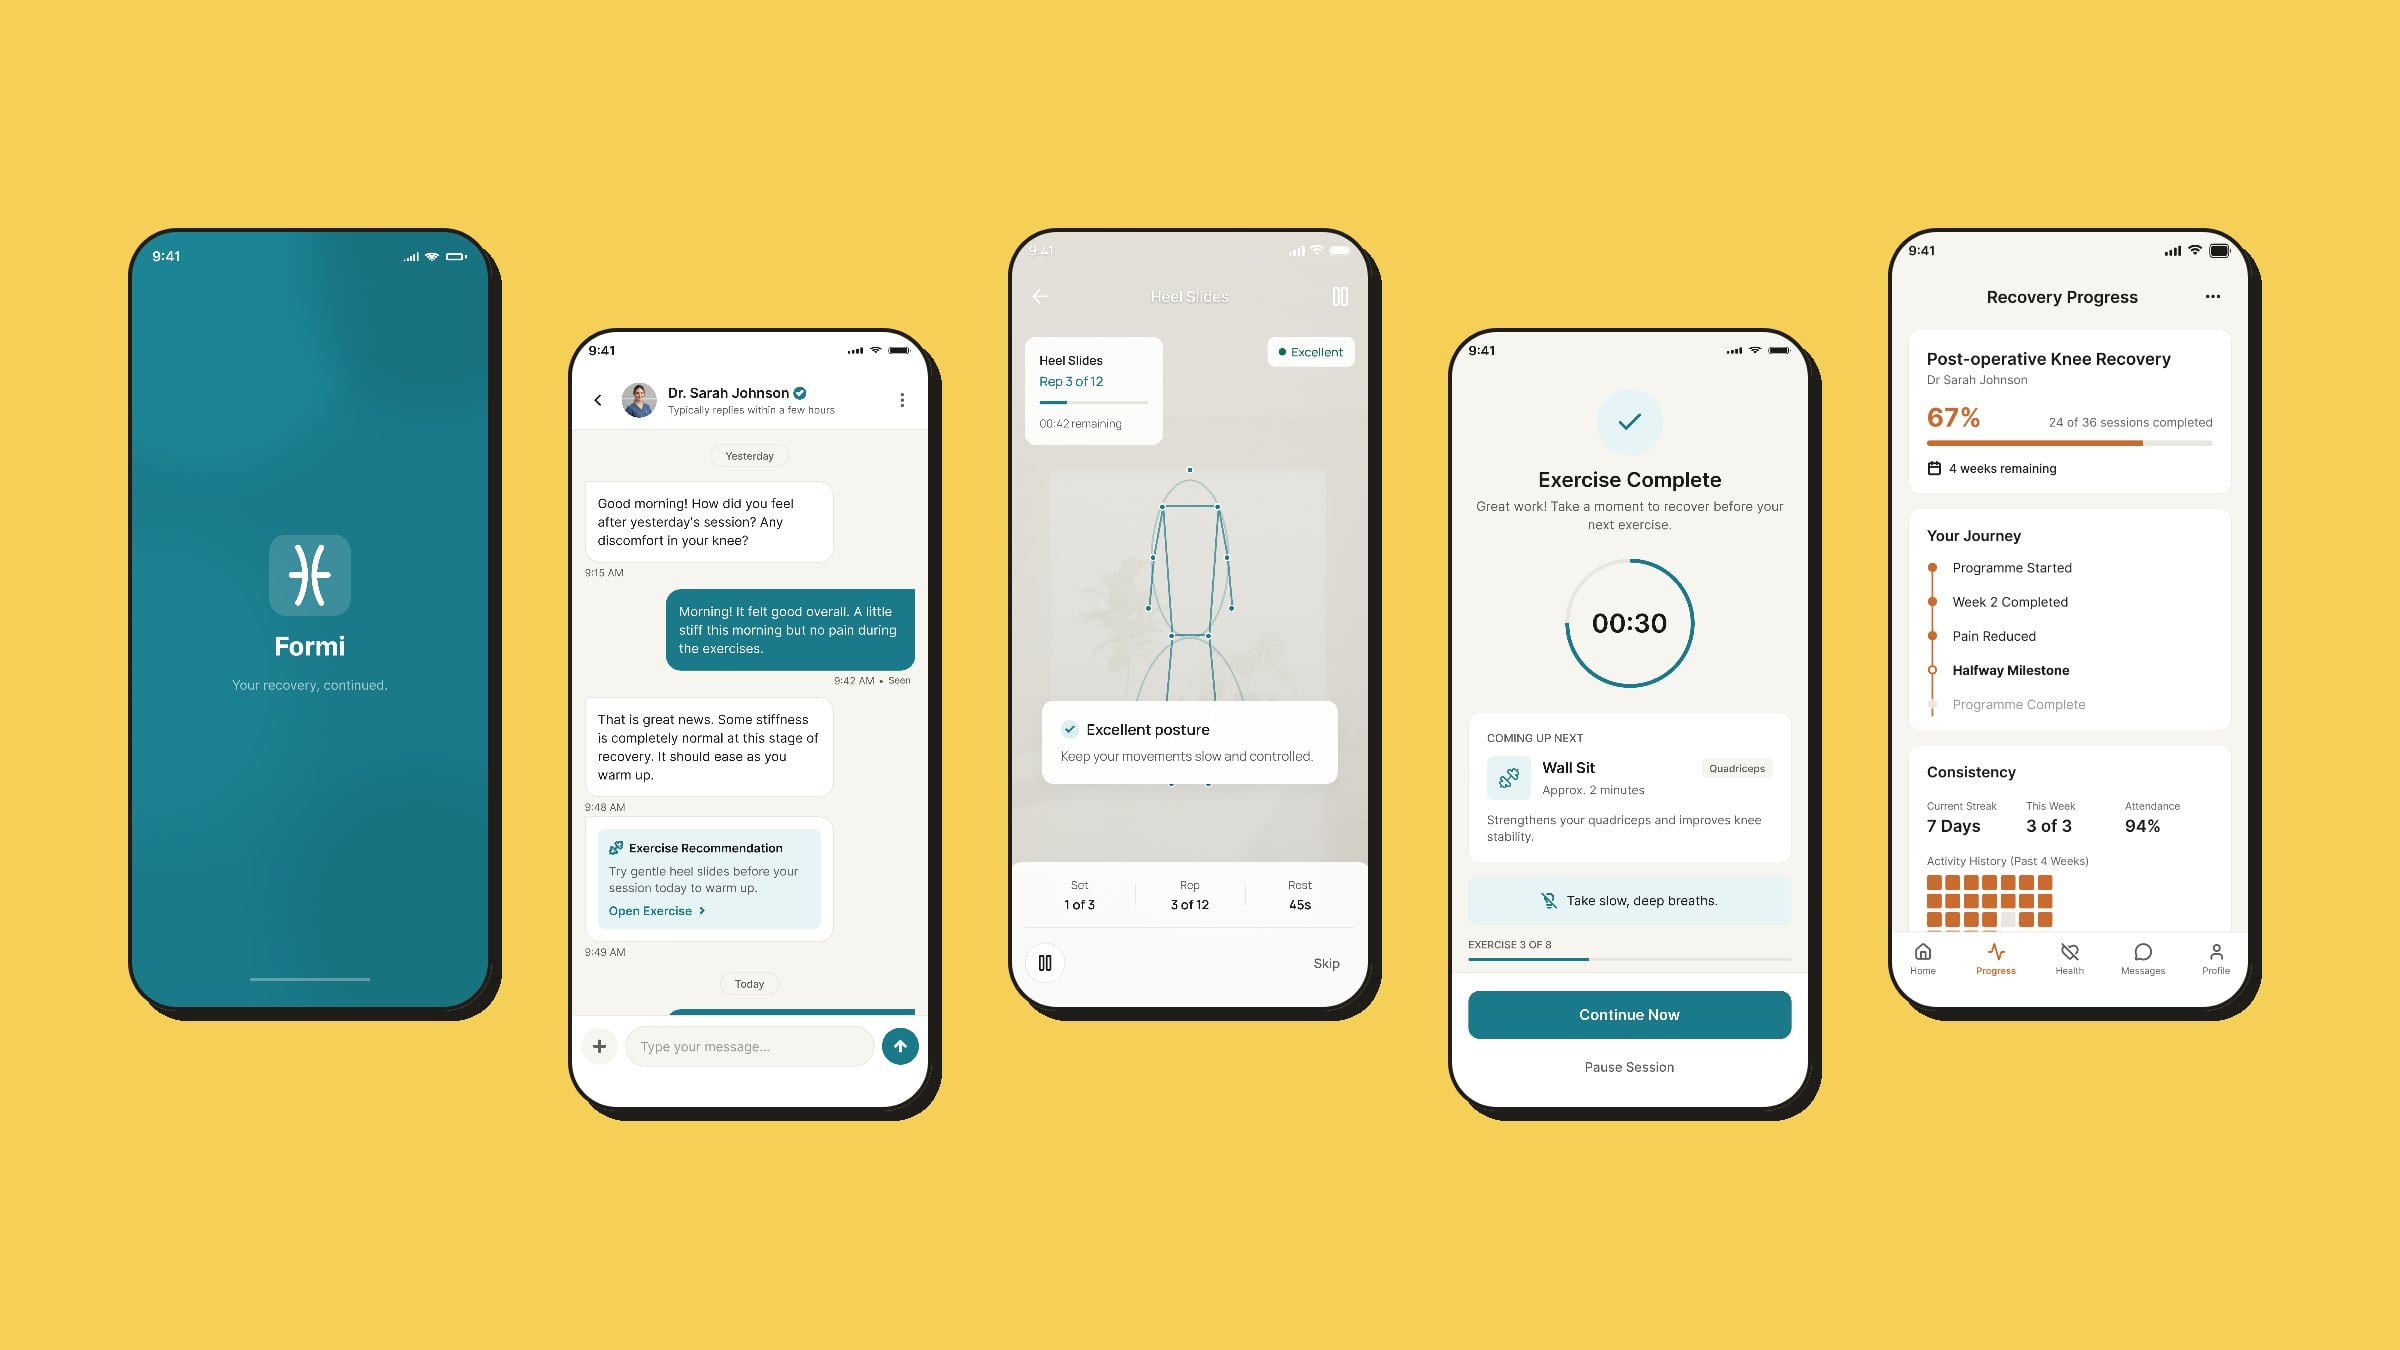 9:41
Formi
Your recovery, continued.
9:41
Dr. Sarah Johnson
Typically replies within a few hours
Yesterday
Good morning! How did you feel
after yesterday's session? Any
discomfort in your knee?
9:15 AM
Morning! It felt good overall. A little
stiff this morning but no pain during
the exercises.
9:42 AM • Seen
That is great news. Some stiffness
is completely normal at this stage of
recovery. It should ease as you
warm up.
9:48 AM
Exercise Recommendation
Try gentle heel slides before your
session today to warm up.
Open Exercise
9:49 AM
Today
Type your message...
9:41
Heel Slides
Heel Slides
Rep 3 of 12
00:42 remaining
Excellent
Excellent posture
Keep your movements slow and controlled.
Set
1 of 3
Rep
3 of 12
Rest
45s
Skip
9:41
Exercise Complete
Great work! Take a moment to recover before your
next exercise.
00:30
COMING UP NEXT
Wall Sit
Quadriceps
Approx. 2 minutes
Strengthens your quadriceps and improves knee
stability.
Take slow, deep breaths.
EXERCISE 3 OF 8
Continue Now
Pause Session
9:41
Recovery Progress
Post-operative Knee Recovery
Dr Sarah Johnson
67%
24 of 36 sessions completed
4 weeks remaining
Your Journey
Programme Started
Week 2 Completed
Pain Reduced
Halfway Milestone
Programme Complete
Consistency
Current Streak
7 Days
This Week
3 of 3
Attendance
94%
Activity History (Past 4 Weeks)
Home
Progress
Health
Messages
Profile